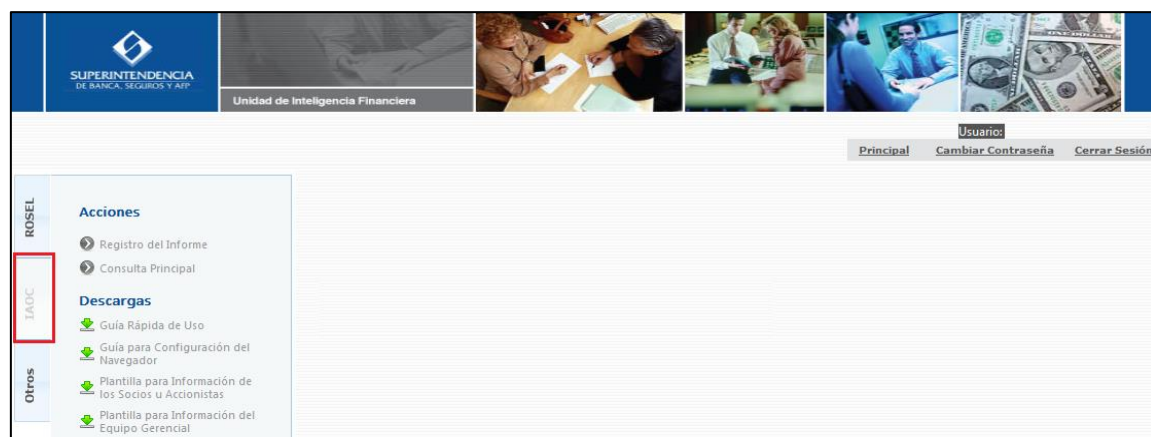 SUPERINTENDENCIA
DE BANCA, SEGUROS Y AFP
Unidad de Inteligencia Financiera
Usuario:
Principal Cambiar Contraseña Cerrar Sesión
ROSEL
IAOC
Otros
Acciones
Registro del Informe
Consulta Principal
Descargas
Guía Rápida de Uso
Guía para Configuración del
Navegador
Plantilla para Información de
los Socios u Accionistas
Plantilla para Información del
Equipo Gerencial